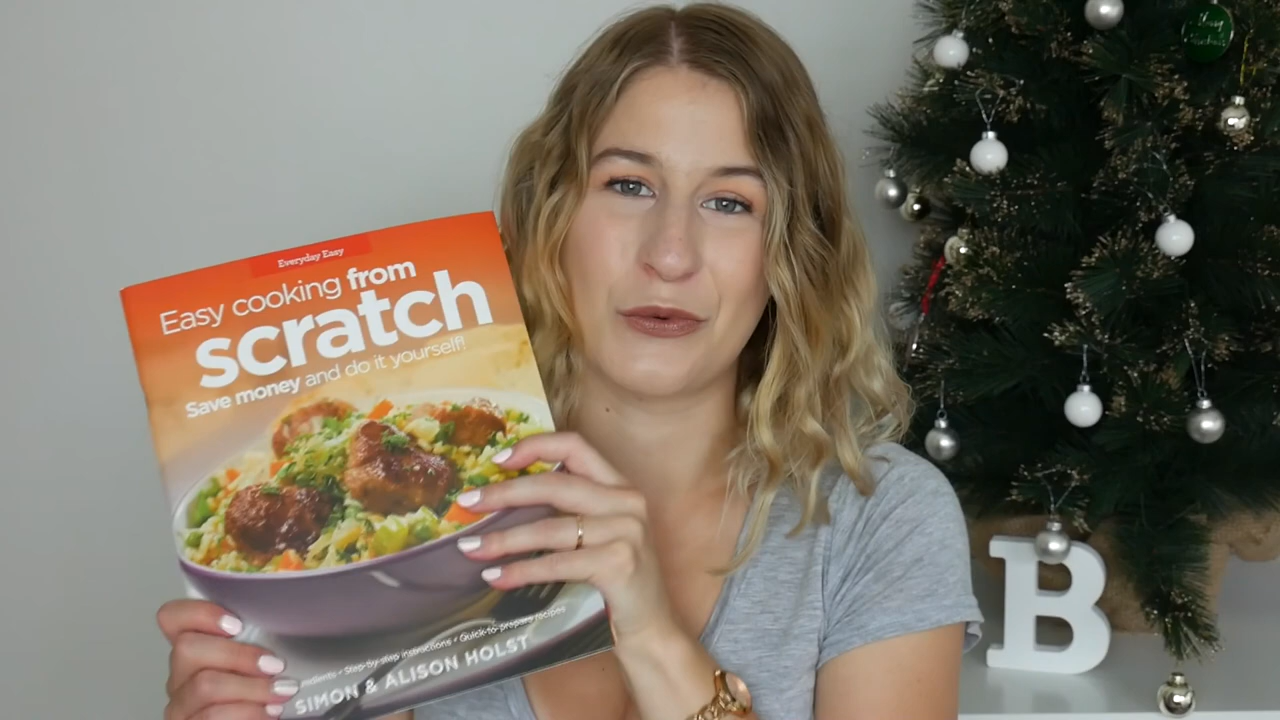 Everyday Easy
Easy cooking from
scratch
Save money and do it yourself!
Step-by-step instructions • Quick-to-prepare recipes
SIMON & ALISON HOLST
B